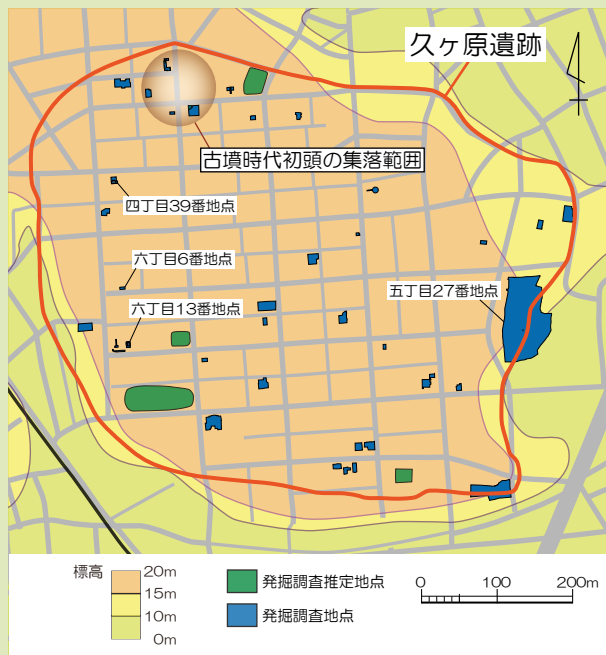 久ヶ原遺跡
古墳時代初頭の集落範囲
四丁目39番地点
六丁目6番地点
五丁目27番地点
六丁目13番地点
標高
20m
15m
10m
0m
発掘調査推定地点
発掘調査地点
0 100 200m